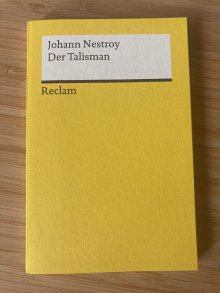 Johann Nestroy
Der Talisman
Reclam